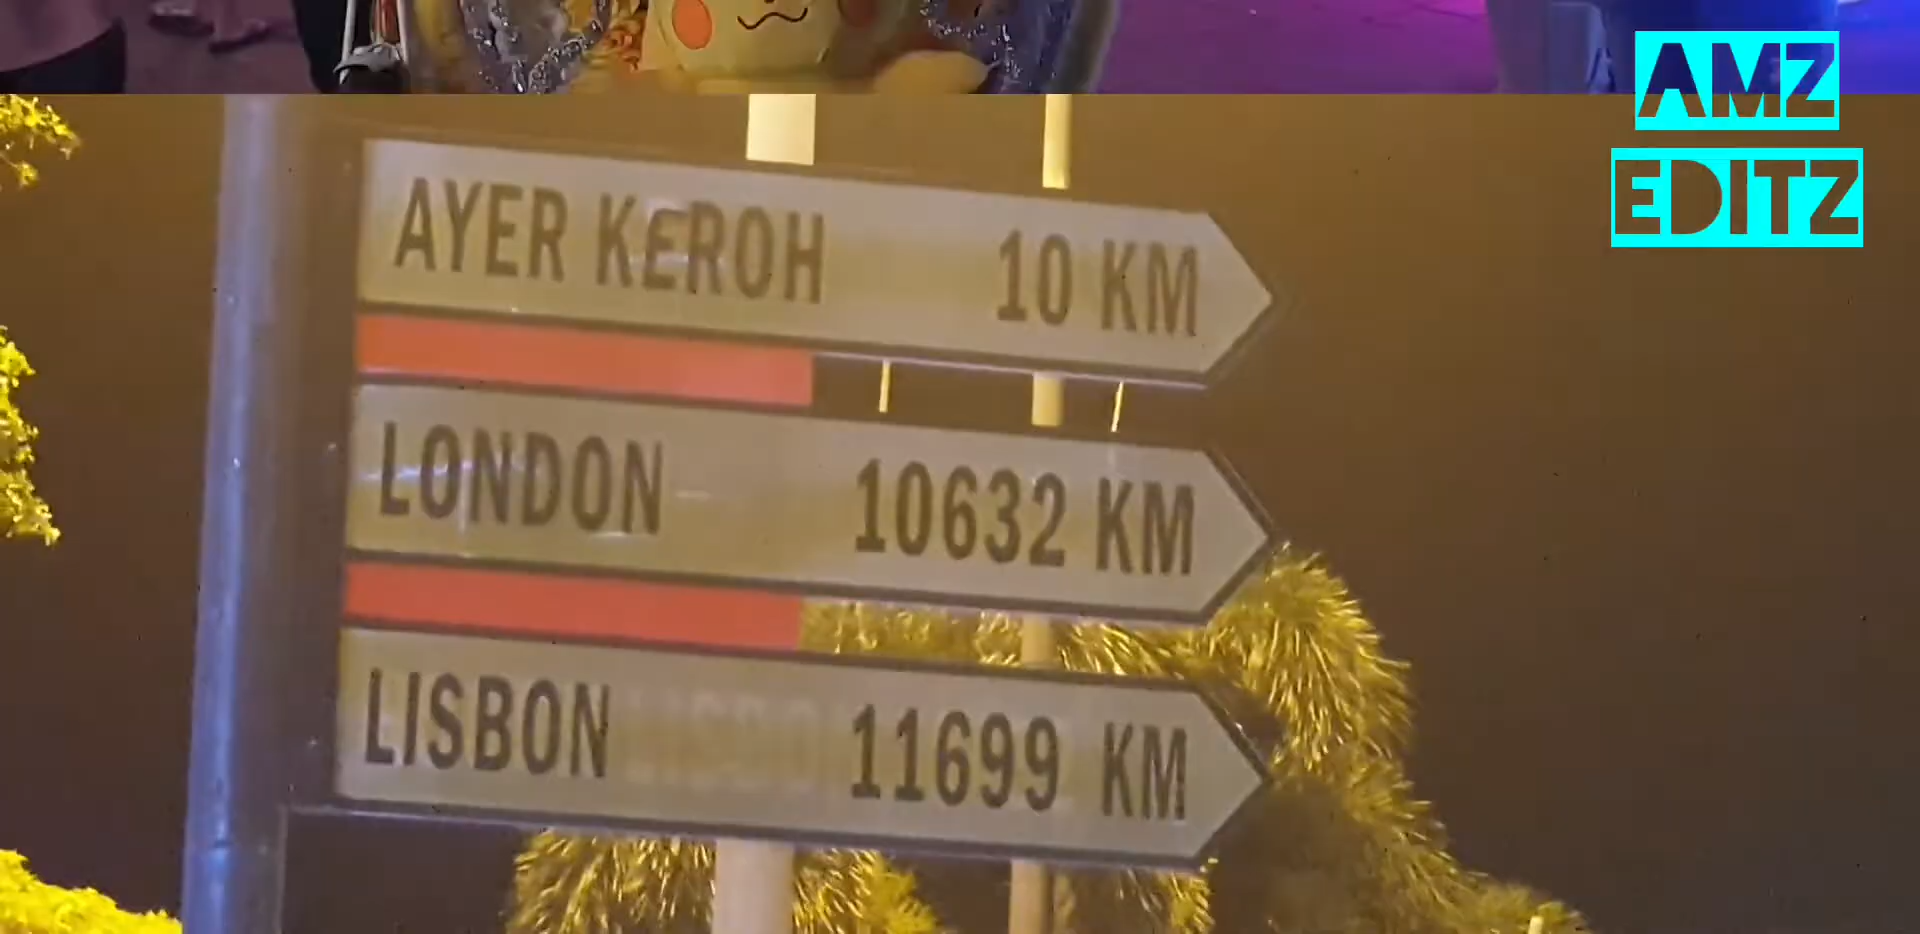 AMZ
EDITZ
AYER KEROH 10 KM
LONDON 10632 KM
LISBON 11699 KM